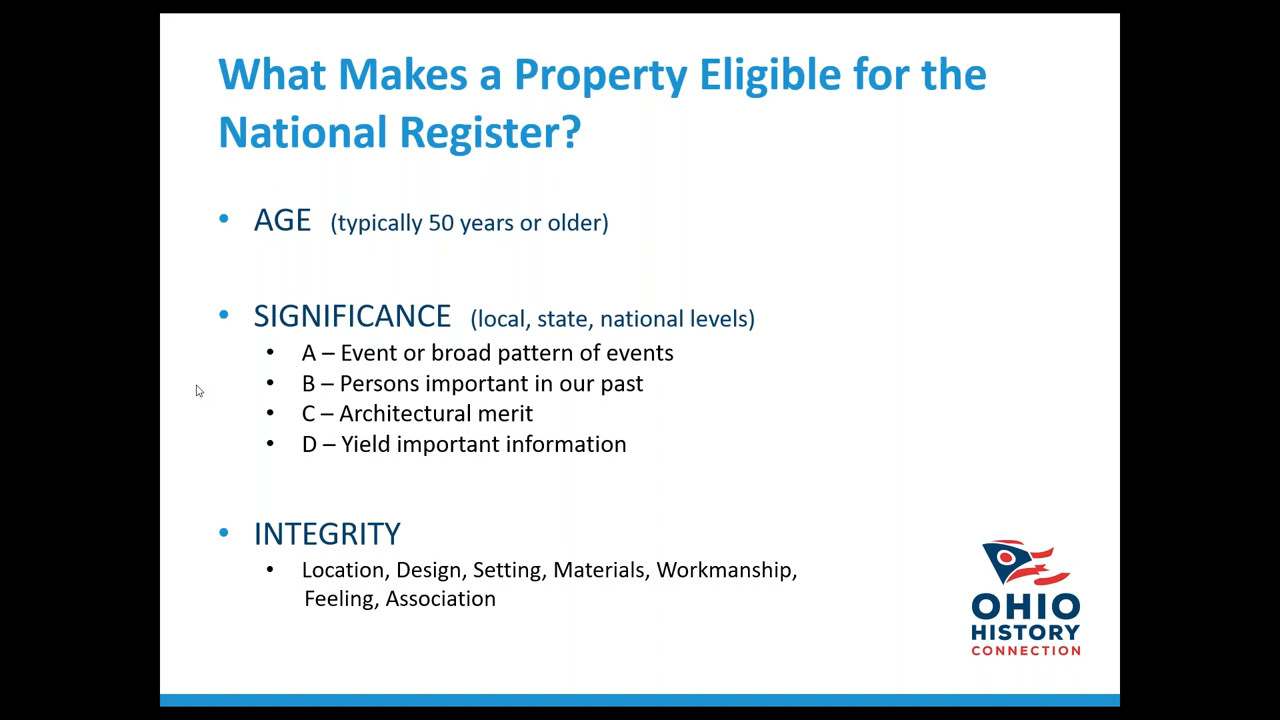 What Makes a Property Eligible for the
National Register?
• AGE (typically 50 years or older)
• SIGNIFICANCE (local, state, national levels)
• A – Event or broad pattern of events
• B – Persons important in our past
• C – Architectural merit
• D – Yield important information
• INTEGRITY
• Location, Design, Setting, Materials, Workmanship,
Feeling, Association
OHIO
HISTORY
CONNECTION